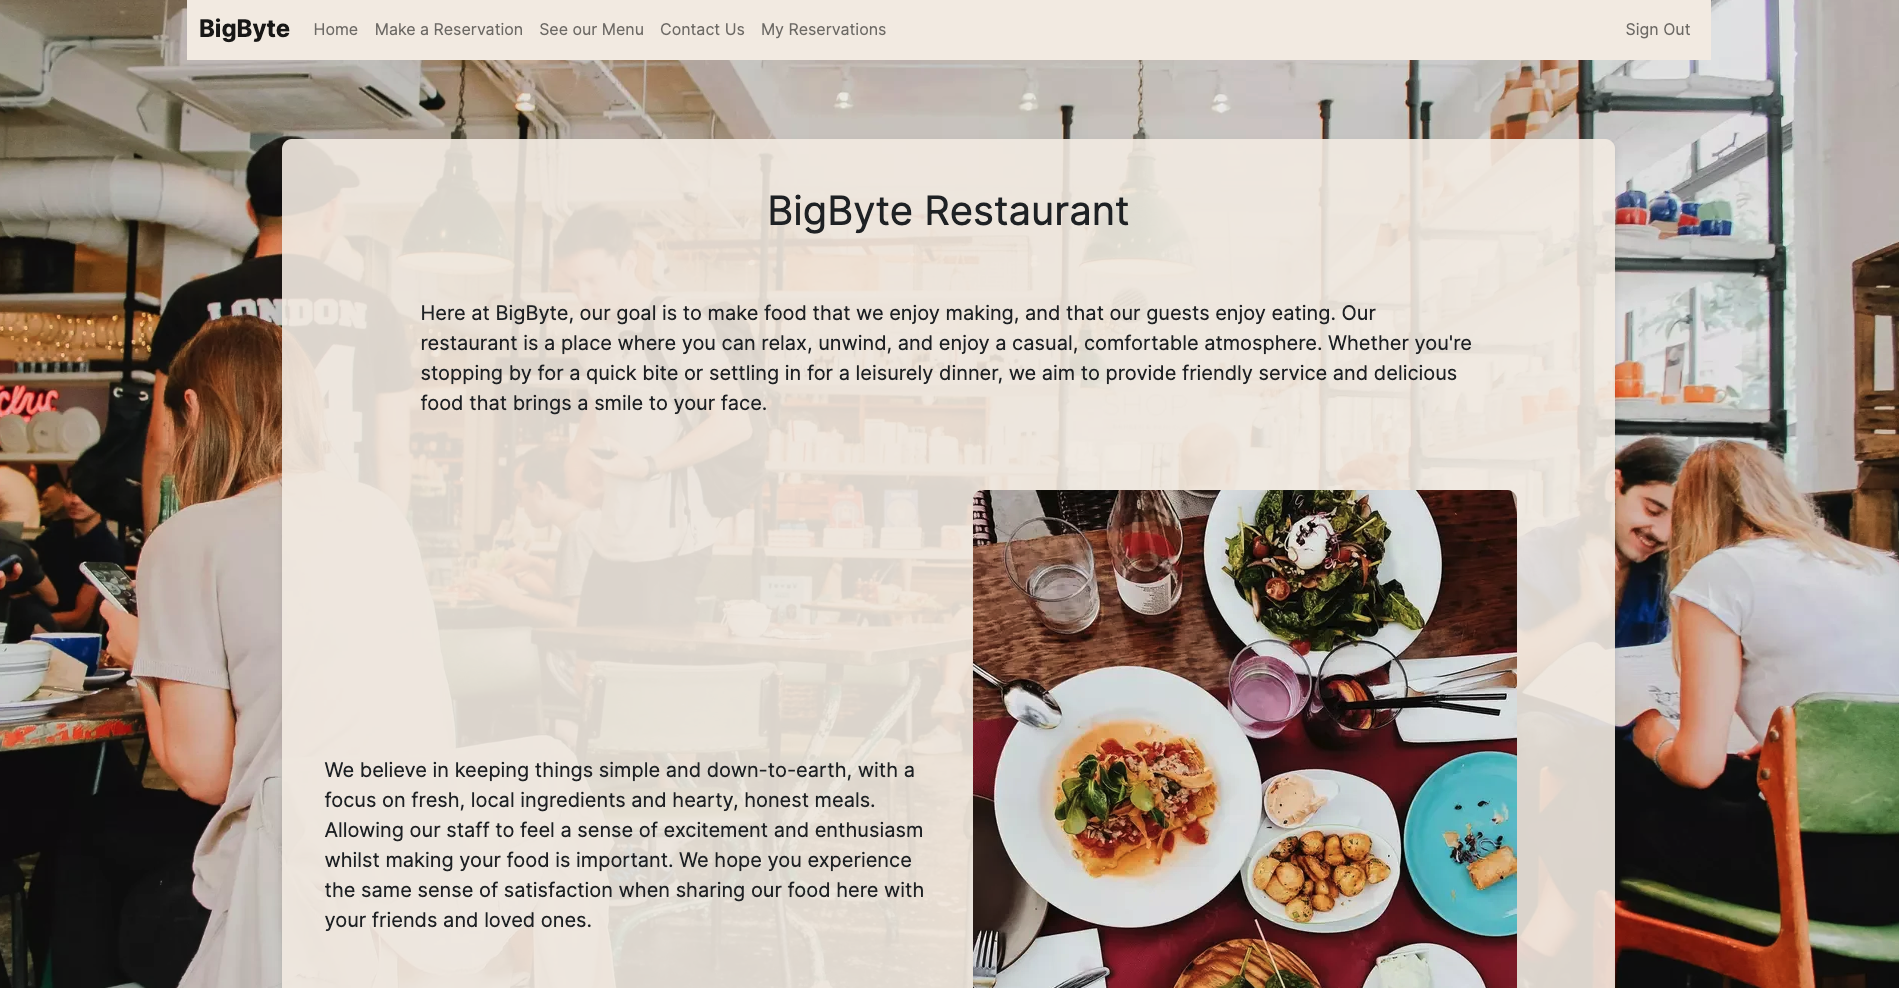 BigByte Home Make a Reservation See our Menu Contact Us My Reservations Sign Out
BigByte Restaurant
LONDON
Here at BigByte, our goal is to make food that we enjoy making, and that our guests enjoy eating. Our
restaurant is a place where you can relax, unwind, and enjoy a casual, comfortable atmosphere. Whether you're
stopping by for a quick bite or settling in for a leisurely dinner, we aim to provide friendly service and delicious
food that brings a smile to your face.
4
We believe in keeping things simple and down-to-earth, with a
focus on fresh, local ingredients and hearty, honest meals.
Allowing our staff to feel a sense of excitement and enthusiasm
whilst making your food is important. We hope you experience
the same sense of satisfaction when sharing our food here with
your friends and loved ones.